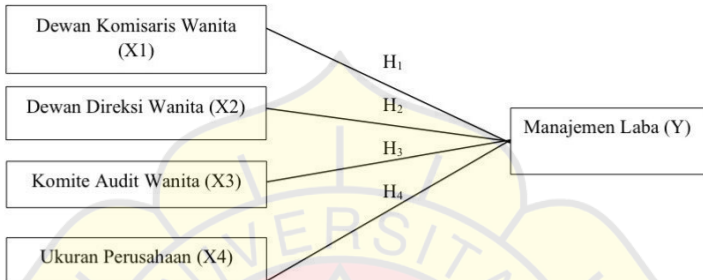 Dewan Komisaris Wanita
(X1)
H₁
Dewan Direksi Wanita (X2)
H₂
Manajemen Laba (Y)
H₃
Komite Audit Wanita (X3)
H₄
Ukuran Perusahaan (X4)
IVERSITA